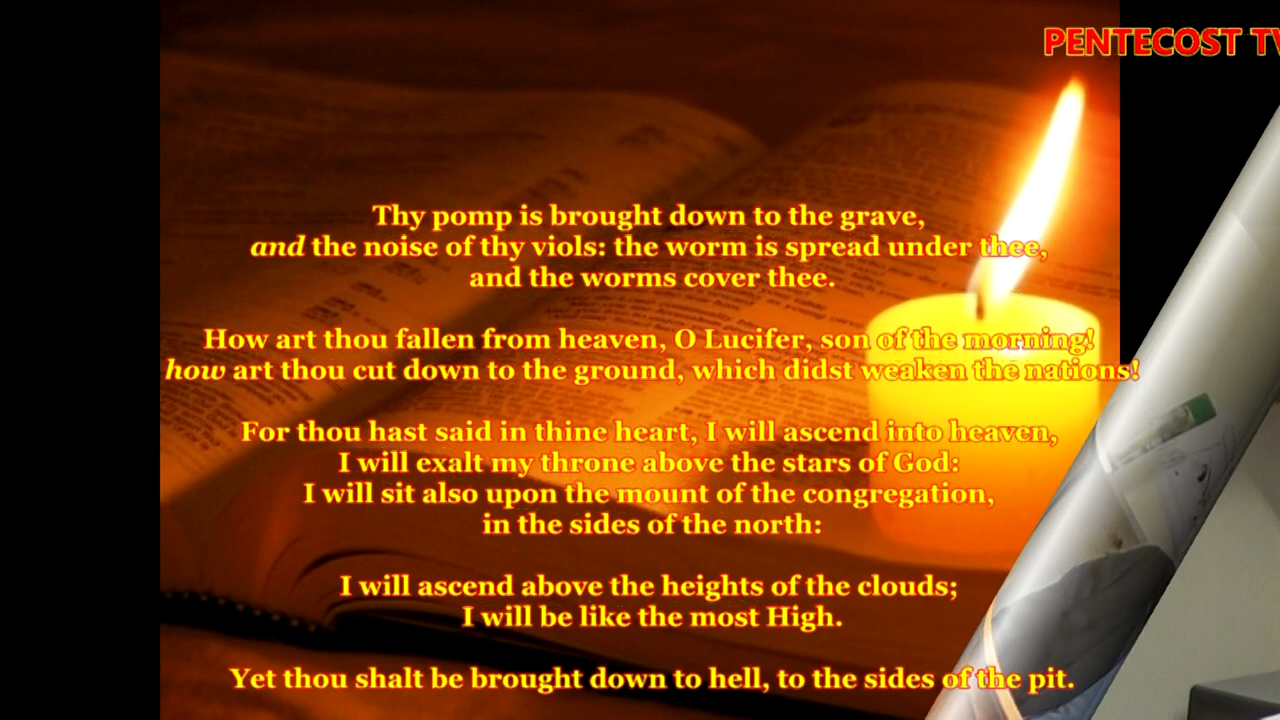 PENTECOST TV
Thy pomp is brought down to the grave,
and the noise of thy viols: the worm is spread under thee,
and the worms cover thee.
How art thou fallen from heaven, O Lucifer, son of the morning!
how art thou cut down to the ground, which didst weaken the nations!
For thou hast said in thine heart, I will ascend into heaven,
I will exalt my throne above the stars of God:
I will sit also upon the mount of the congregation,
in the sides of the north:
I will ascend above the heights of the clouds;
I will be like the most High.
Yet thou shalt be brought down to hell, to the sides of the pit.